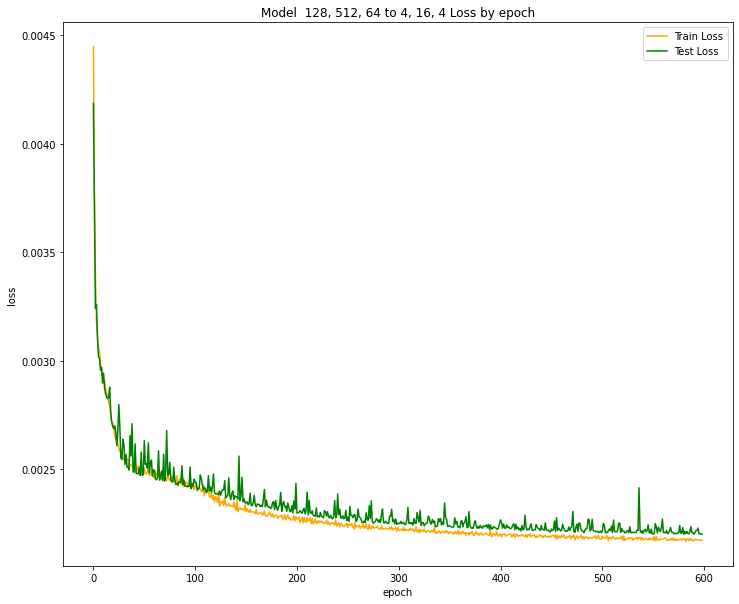 Model  128, 512, 64 to 4, 16, 4 Loss by epoch
Train Loss
Test Loss
loss
0.0045
0.0040
0.0035
0.0030
0.0025
0
100
200
300
400
500
600
epoch